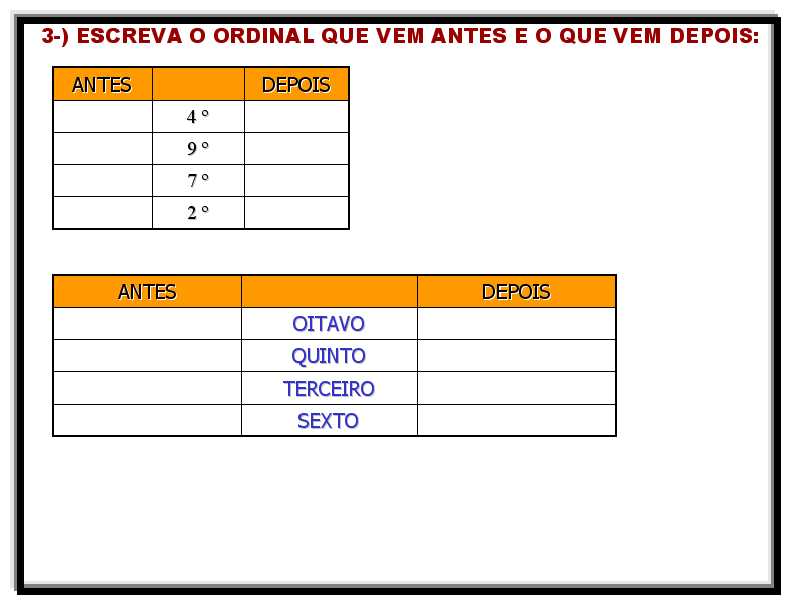 3-) ESCREVA O ORDINAL QUE VEM ANTES E O QUE VEM DEPOIS:
ANTES DEPOIS
4 º
9 º
7 º
2 º
ANTES DEPOIS
OITAVO
QUINTO
TERCEIRO
SEXTO